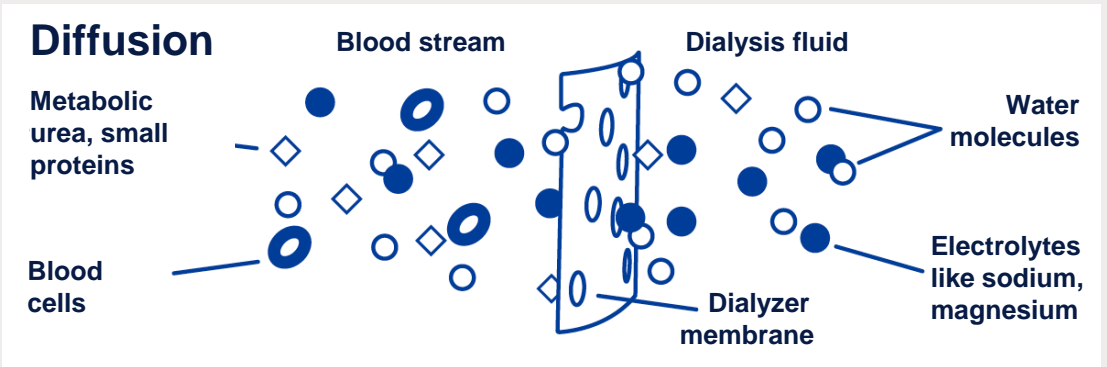 Diffusion
Blood stream
Dialysis fluid
Metabolic
urea, small
proteins
Water
molecules
Blood
cells
Electrolytes
like sodium,
magnesium
Dialyzer
membrane